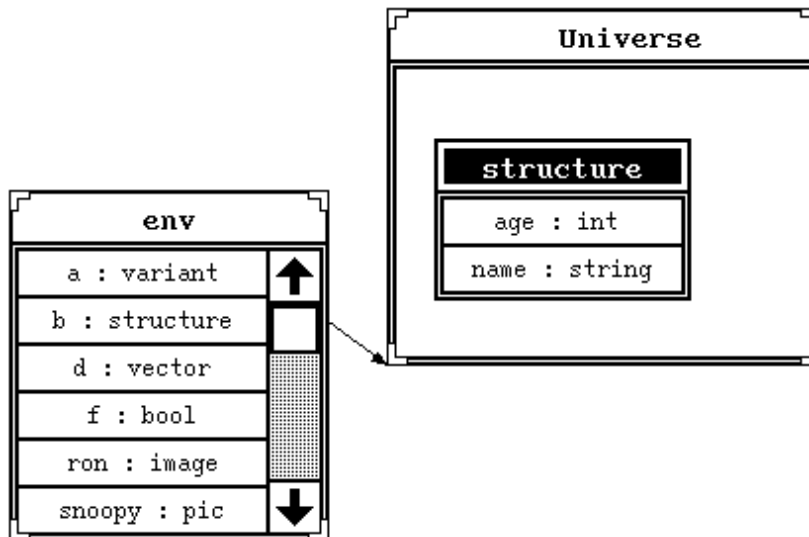 Universe
structure
age : int
name : string
env
a : variant
b : structure
d : vector
f : bool
ron : image
snoopy : pic